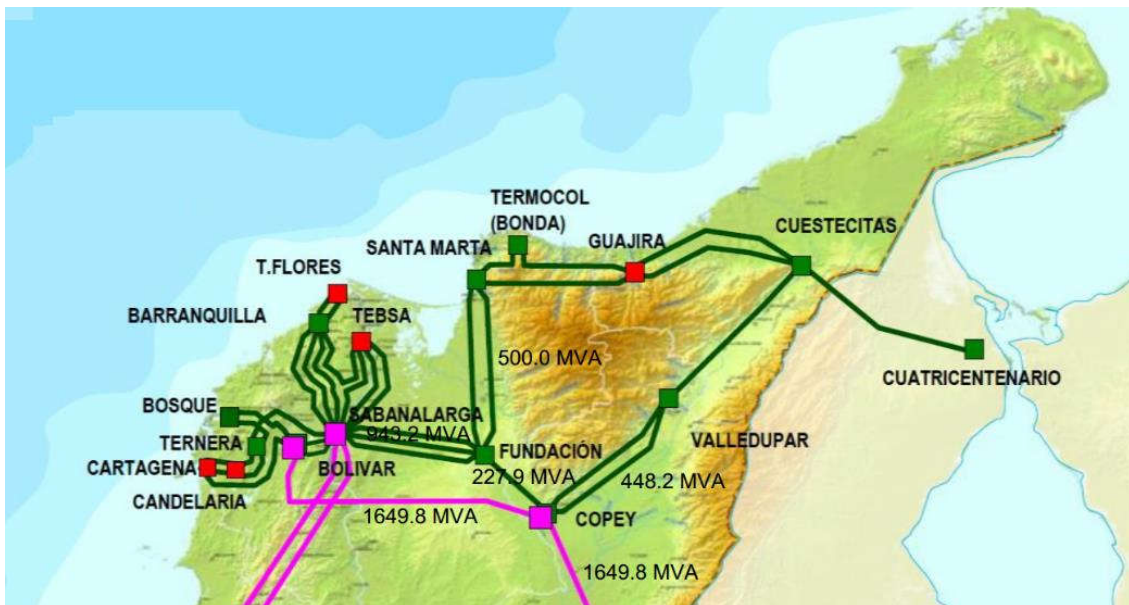 TERMOCOL
(BONDA)
CUESTECITAS
GUAJIRA
SANTA MARTA
T.FLORES
BARRANQUILLA
TEBSA
500.0 MVA
CUATRICENTENARIO
BOSQUE
SABANALARGA
943.2 MVA
TERNERA
FUNDACIÓN
VALLEDUPAR
CARTAGENA
BOLIVAR
227.9 MVA
448.2 MVA
CANDELARIA
1649.8 MVA
COPEY
1649.8 MVA